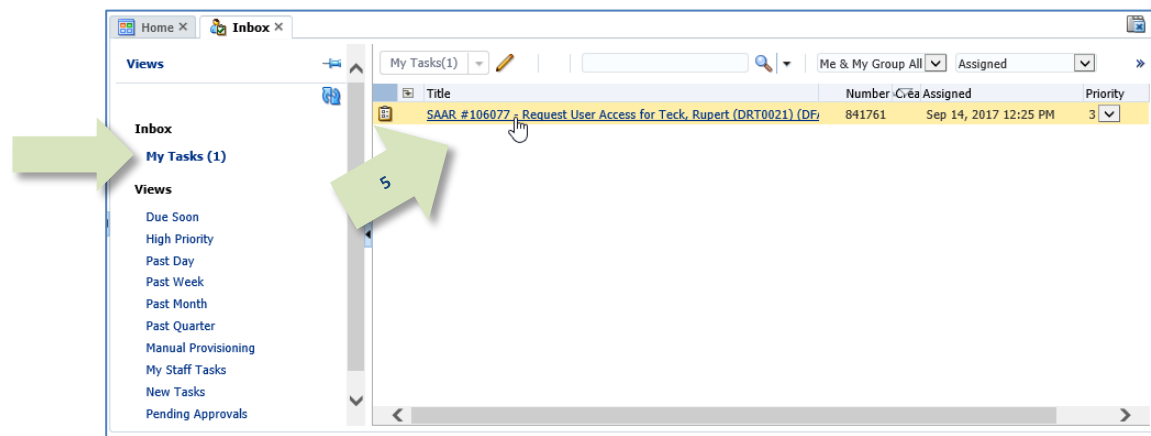 Home Inbox
Views
My Tasks(1) Me & My Group All Assigned »
Title Number Assigned Priority
SAAR #106077 - Request User Access for Teck, Rupert (DRT0021) 841761 Sep 14, 2017 12:25 PM 3
Inbox
My Tasks (1)
5
Views
Due Soon
High Priority
Past Day
Past Week
Past Month
Past Quarter
Manual Provisioning
My Staff Tasks
New Tasks
Pending Approvals